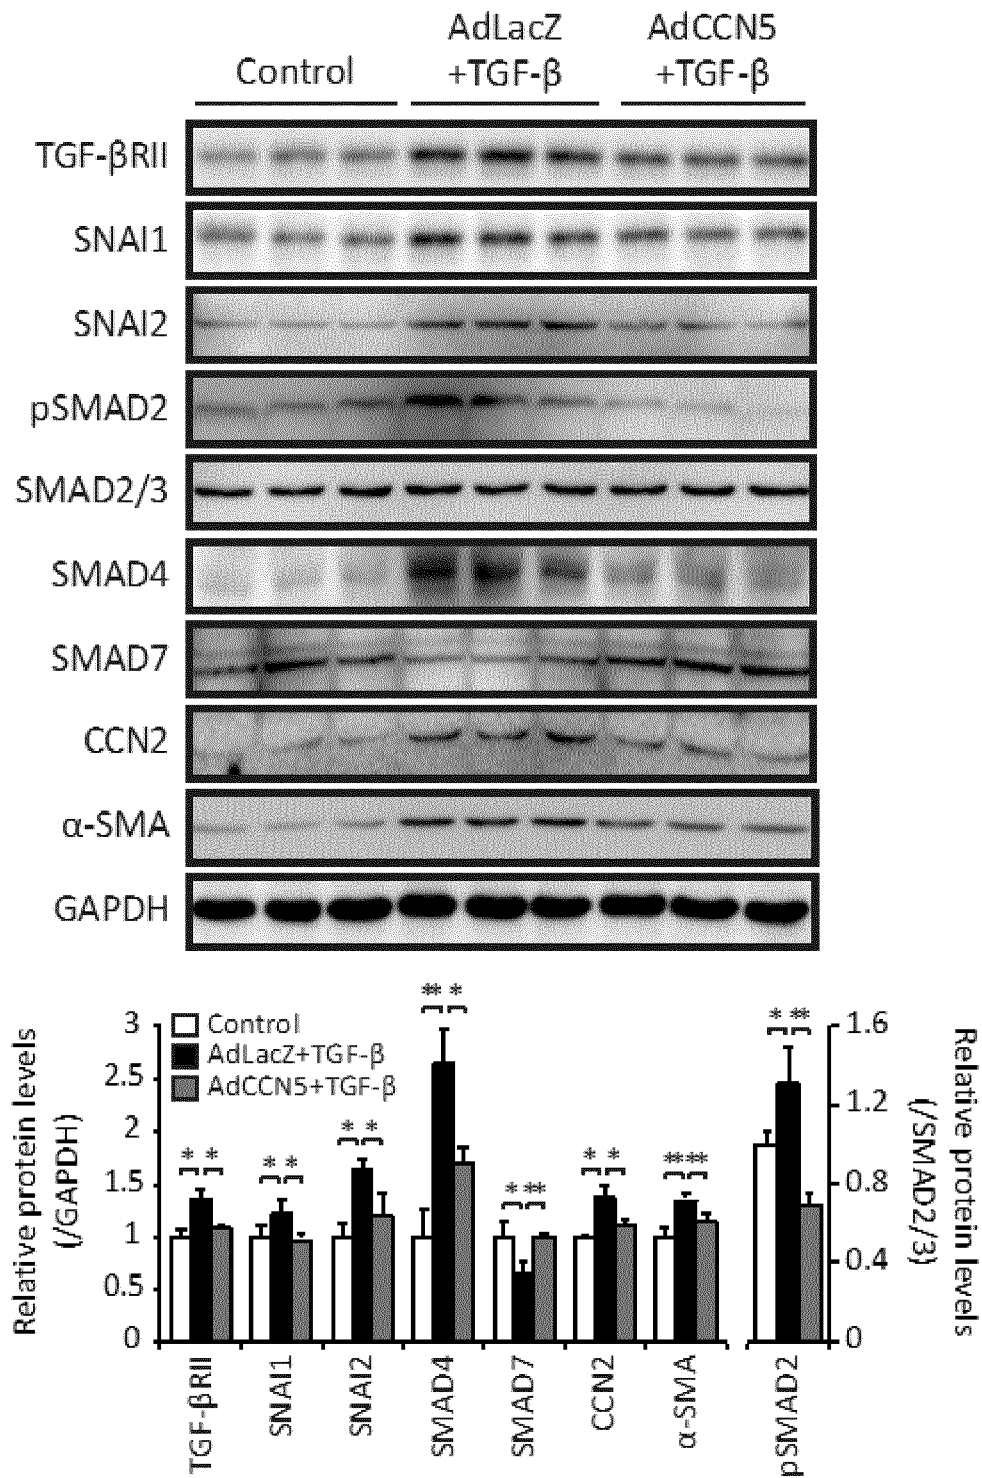 Control
AdLacZ
+TGF-β
AdCCN5
+TGF-β
TGF-βRII
SNAI1
SNAI2
pSMAD2
SMAD2/3
SMAD4
SMAD7
CCN2
α-SMA
GAPDH
Relative protein levels
(/GAPDH)
3
2.5
2
1.5
1
0.5
0
Control
AdLacZ+TGF-β
AdCCN5+TGF-β
* *
* *
* *
** *
* **
* *
** **
* **
1.6
1.2
0.8
0.4
0
Relative protein levels
(/SMAD2/3)
TGF-βRII
SNAI1
SNAI2
SMAD4
SMAD7
CCN2
α-SMA
pSMAD2